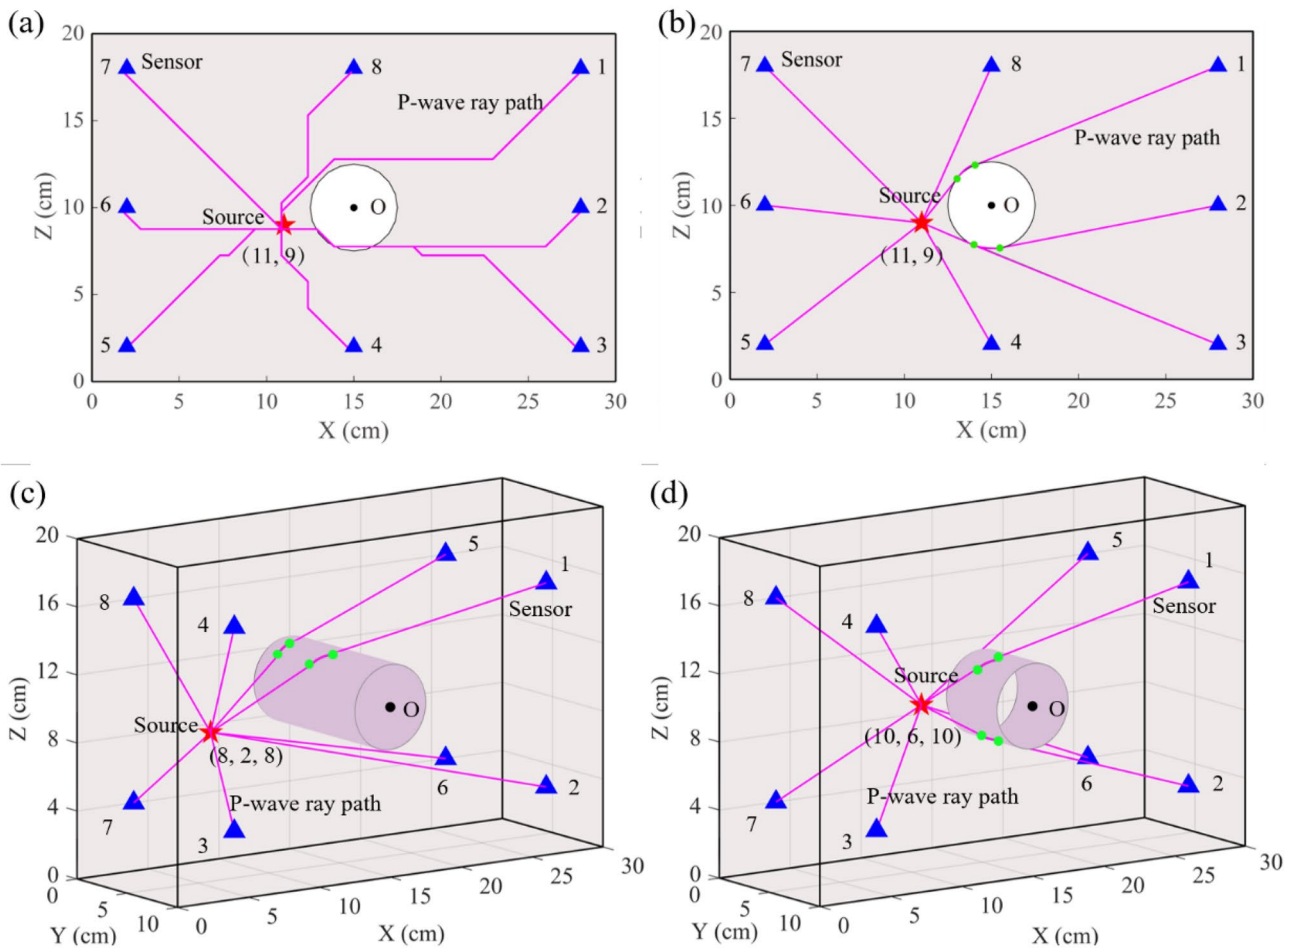 (a)
20
15
10
5
0
Z (cm)
7
Sensor
8
1
P-wave ray path
6
Source
O
2
(11, 9)
5
4
3
0 5 10 15 20 25 30
X (cm)
(b)
20
15
10
5
0
Z (cm)
7
Sensor
8
1
P-wave ray path
Source
6
O
2
(11, 9)
5
4
3
0 5 10 15 20 25 30
X (cm)
(c)
20
16
12
8
4
0
Z (cm)
5
1
8
4
Sensor
Source
O
(8, 2, 8)
6
2
P-wave ray path
7
3
0
5
10
Y (cm)
0
5
10
15
20
25
30
X (cm)
(d)
20
16
12
8
4
0
Z (cm)
5
1
8
4
Sensor
Source
O
(10, 6, 10)
6
2
P-wave ray path
7
3
0
5
10
Y (cm)
0
5
10
15
20
25
30
X (cm)